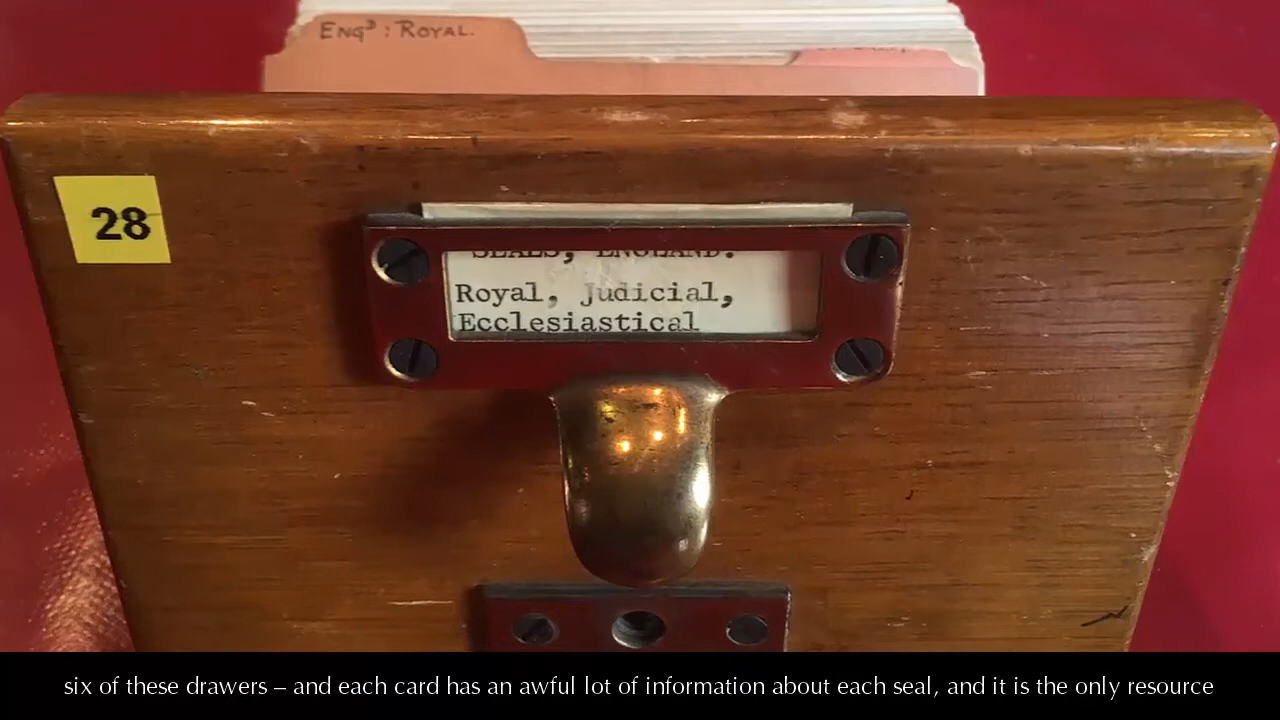 ENGᴰ: ROYAL.
28
SEALS, ENGLAND.
Royal, Judicial,
Ecclesiastical
six of these drawers – and each card has an awful lot of information about each seal, and it is the only resource